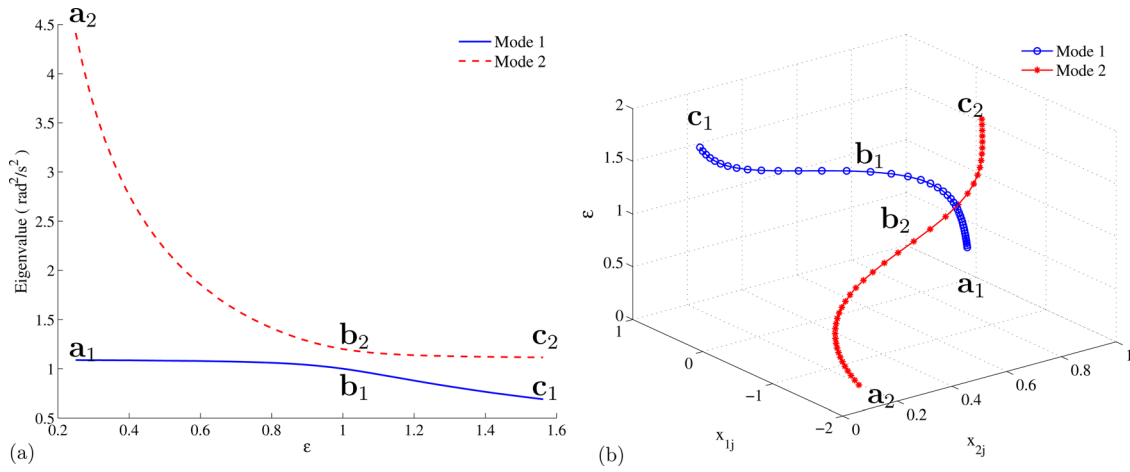 a₂
4.5
4
3.5
3
2.5
2
1.5
1
0.5
Eigenvalue ( rad²/s² )
Mode 1
Mode 2
a₁
b₂
b₁
c₂
c₁
0.2 0.4 0.6 0.8 1 1.2 1.4 1.6
ε
(a)
Mode 1
Mode 2
c₁
c₂
b₁
b₂
a₁
a₂
2
1.5
1
0.5
0
ε
1
0
-1
-2
x₁ⱼ
0
0.2
0.4
0.6
0.8
1
x₂ⱼ
(b)